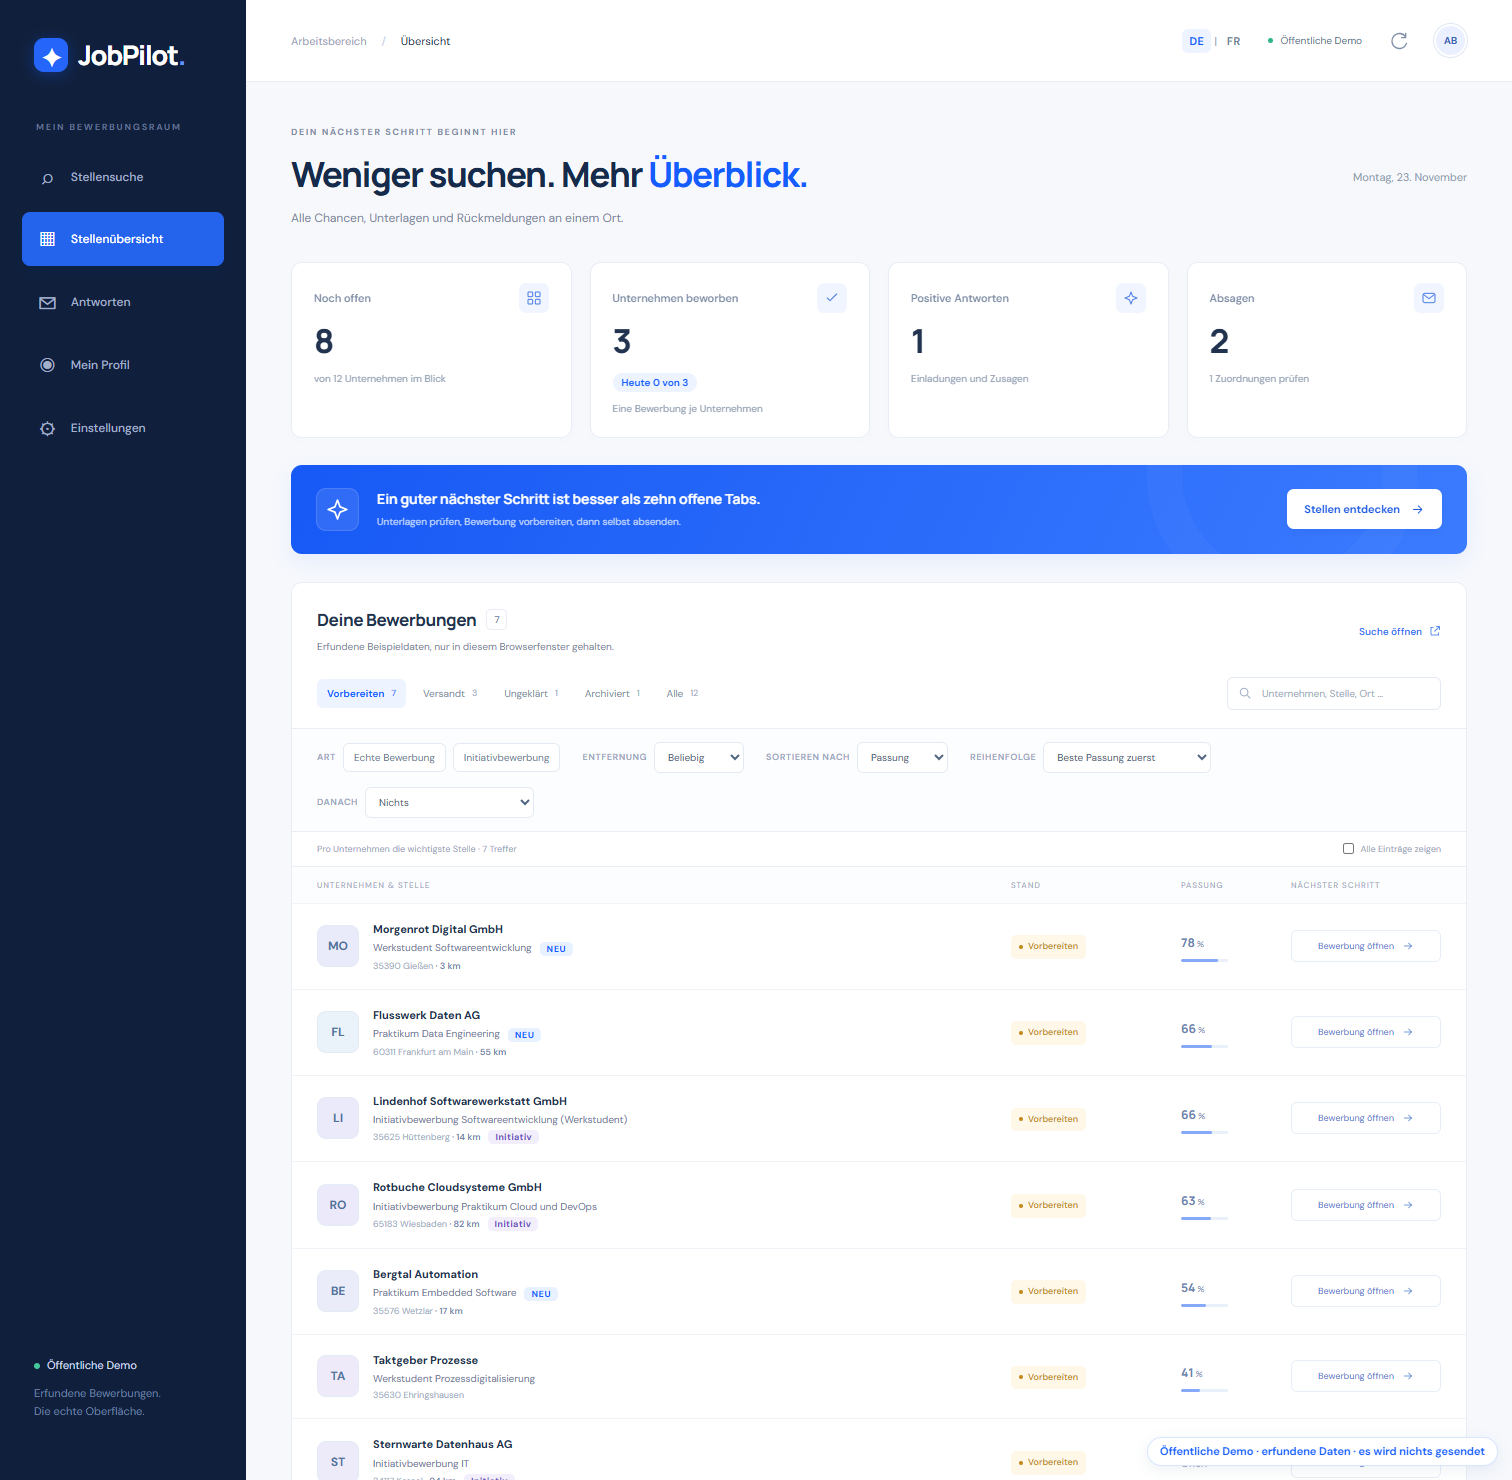 JobPilot.
MEIN BEWERBUNGSRAUM
Stellensuche
Stellenübersicht
Antworten
Mein Profil
Einstellungen
Öffentliche Demo
Erfundene Bewerbungen.
Die echte Oberfläche.
Arbeitsbereich / Übersicht
DE | FR
Öffentliche Demo
AB
DEIN NÄCHSTER SCHRITT BEGINNT HIER
Weniger suchen. Mehr Überblick.
Montag, 23. November
Alle Chancen, Unterlagen und Rückmeldungen an einem Ort.
Noch offen
8
von 12 Unternehmen im Blick
Unternehmen beworben
3
Heute 0 von 3
Eine Bewerbung je Unternehmen
Positive Antworten
1
Einladungen und Zusagen
Absagen
2
1 Zuordnungen prüfen
Ein guter nächster Schritt ist besser als zehn offene Tabs.
Unterlagen prüfen, Bewerbung vorbereiten, dann selbst absenden.
Stellen entdecken →
Deine Bewerbungen 7
Erfundene Beispieldaten, nur in diesem Browserfenster gehalten.
Suche öffnen
Vorbereiten 7 Versandt 3 Ungeklärt 1 Archiviert 1 Alle 12
Unternehmen, Stelle, Ort ...
ART Echte Bewerbung Initiativbewerbung ENTFERNUNG Beliebig SORTIEREN NACH Passung REIHENFOLGE Beste Passung zuerst
DANACH Nichts
Pro Unternehmen die wichtigste Stelle · 7 Treffer
Alle Einträge zeigen
UNTERNEHMEN & STELLE STAND PASSUNG NÄCHSTER SCHRITT
MO
Morgenrot Digital GmbH
Werkstudent Softwareentwicklung NEU
35390 Gießen · 3 km
Vorbereiten
78 %
Bewerbung öffnen →
FL
Flusswerk Daten AG
Praktikum Data Engineering NEU
60311 Frankfurt am Main · 55 km
Vorbereiten
66 %
Bewerbung öffnen →
LI
Lindenhof Softwarewerkstatt GmbH
Initiativbewerbung Softwareentwicklung (Werkstudent)
35625 Hüttenberg · 14 km Initiativ
Vorbereiten
66 %
Bewerbung öffnen →
RO
Rotbuche Cloudsysteme GmbH
Initiativbewerbung Praktikum Cloud und DevOps
65183 Wiesbaden · 82 km Initiativ
Vorbereiten
63 %
Bewerbung öffnen →
BE
Bergtal Automation
Praktikum Embedded Software NEU
35576 Wetzlar · 17 km
Vorbereiten
54 %
Bewerbung öffnen →
TA
Taktgeber Prozesse
Werkstudent Prozessdigitalisierung
35630 Ehringshausen
Vorbereiten
41 %
Bewerbung öffnen →
ST
Sternwarte Datenhaus AG
Initiativbewerbung IT
Vorbereiten
Öffentliche Demo · erfundene Daten · es wird nichts gesendet